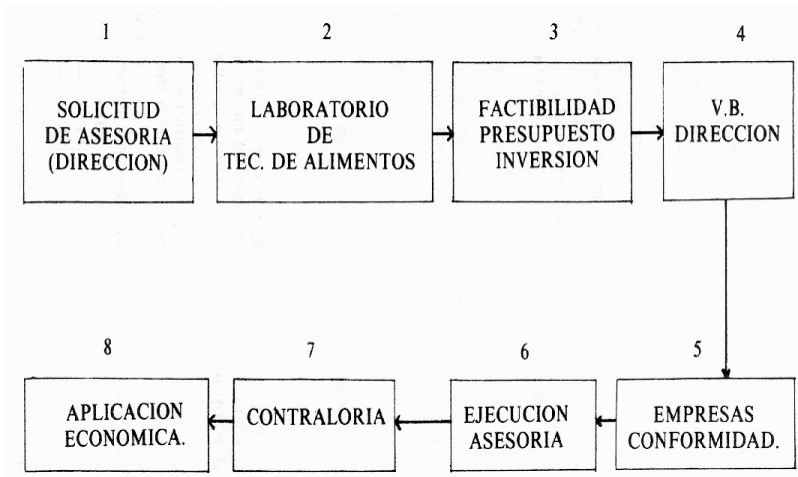 1
SOLICITUD
DE ASESORIA
(DIRECCION)
2
LABORATORIO
DE
TEC. DE ALIMENTOS
3
FACTIBILIDAD
PRESUPUESTO
INVERSION
4
V.B.
DIRECCION
5
EMPRESAS
CONFORMIDAD.
6
EJECUCION
ASESORIA
7
CONTRALORIA
8
APLICACION
ECONOMICA.